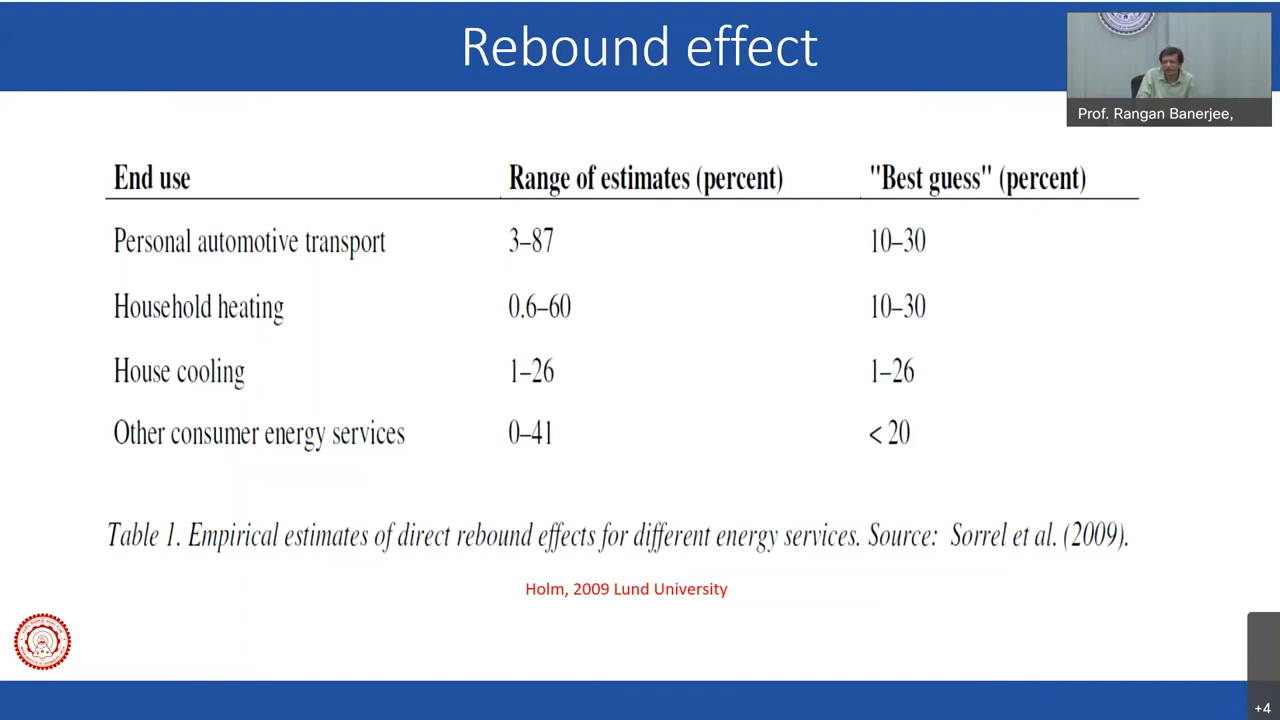 Rebound effect
Prof. Rangan Banerjee,
End use Range of estimates (percent) "Best guess" (percent)
Personal automotive transport 3–87 10–30
Household heating 0.6–60 10–30
House cooling 1–26 1–26
Other consumer energy services 0–41 < 20
Table 1. Empirical estimates of direct rebound effects for different energy services. Source: Sorrel et al. (2009).
Holm, 2009 Lund University
+4